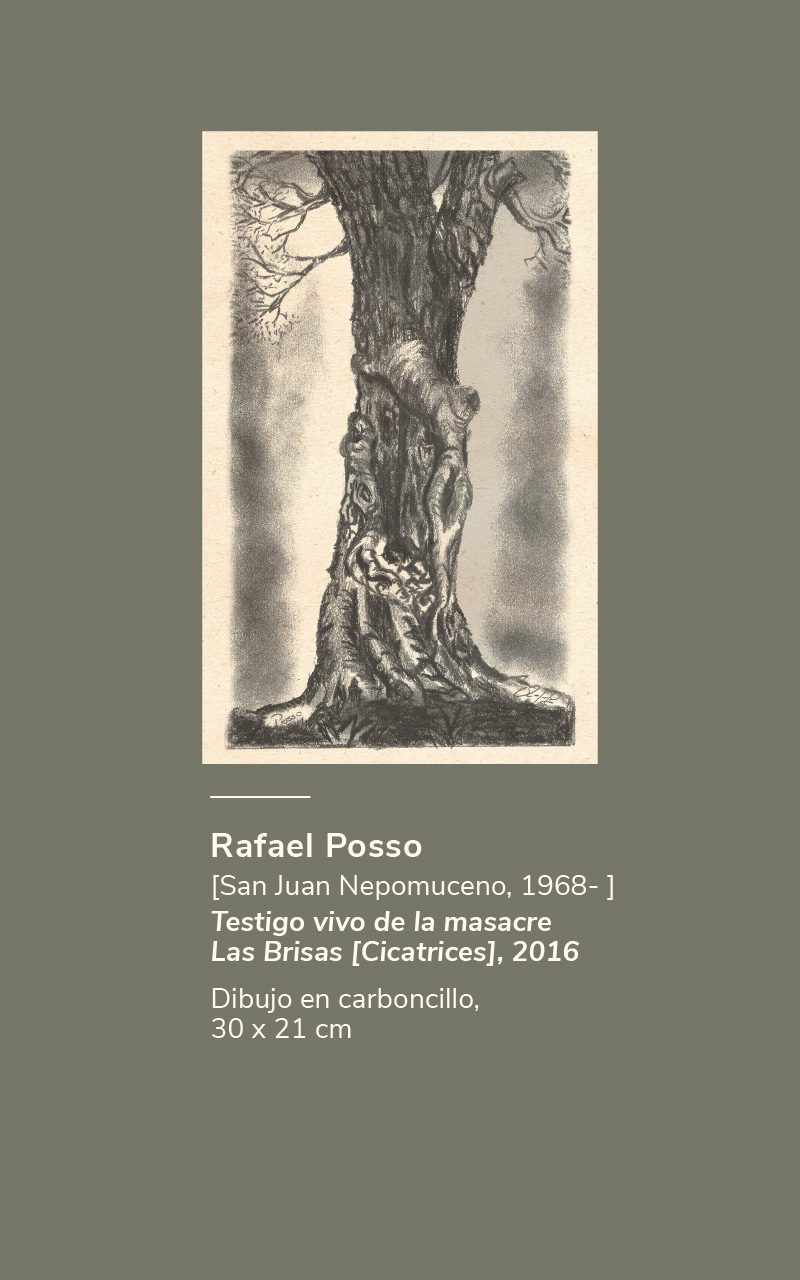 Posso
Rafael Posso
[San Juan Nepomuceno, 1968- ]
Testigo vivo de la masacre
Las Brisas [Cicatrices], 2016
Dibujo en carboncillo,
30 x 21 cm